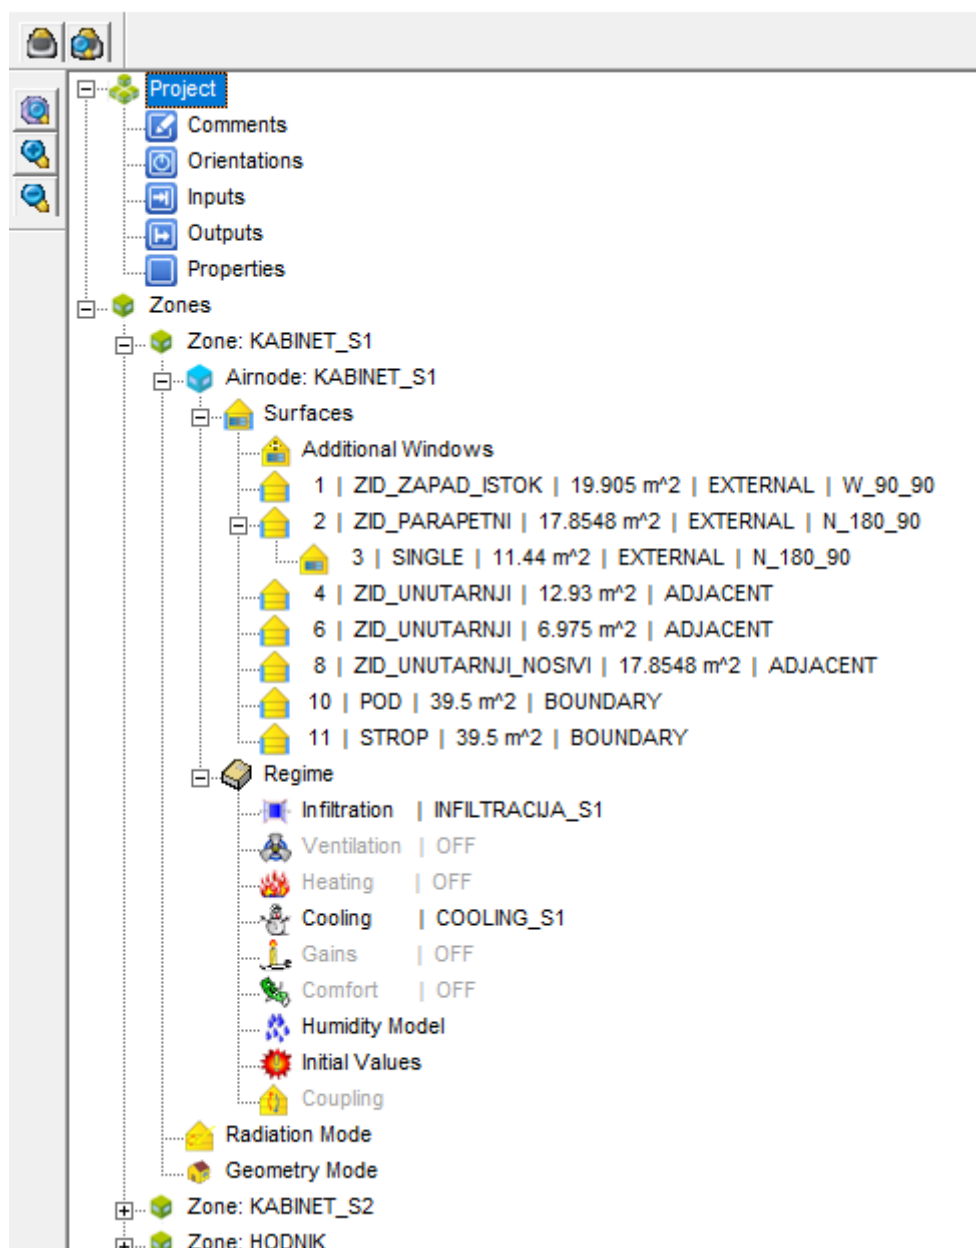 Project
Comments
Orientations
Inputs
Outputs
Properties
Zones
Zone: KABINET_S1
Airnode: KABINET_S1
Surfaces
Additional Windows
1 | ZID_ZAPAD_ISTOK | 19.905 m^2 | EXTERNAL | W_90_90
2 | ZID_PARAPETNI | 17.8548 m^2 | EXTERNAL | N_180_90
3 | SINGLE | 11.44 m^2 | EXTERNAL | N_180_90
4 | ZID_UNUTARNJI | 12.93 m^2 | ADJACENT
6 | ZID_UNUTARNJI | 6.975 m^2 | ADJACENT
8 | ZID_UNUTARNJI_NOSIVI | 17.8548 m^2 | ADJACENT
10 | POD | 39.5 m^2 | BOUNDARY
11 | STROP | 39.5 m^2 | BOUNDARY
Regime
Infiltration | INFILTRACIJA_S1
Ventilation | OFF
Heating | OFF
Cooling | COOLING_S1
Gains | OFF
Comfort | OFF
Humidity Model
Initial Values
Coupling
Radiation Mode
Geometry Mode
Zone: KABINET_S2
Zone: HODNIK